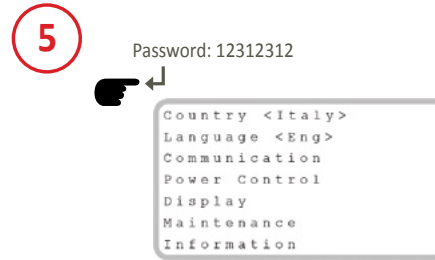 5
Password: 12312312
Country <Italy>
Language <Eng>
Communication
Power Control
Display
Maintenance
Information